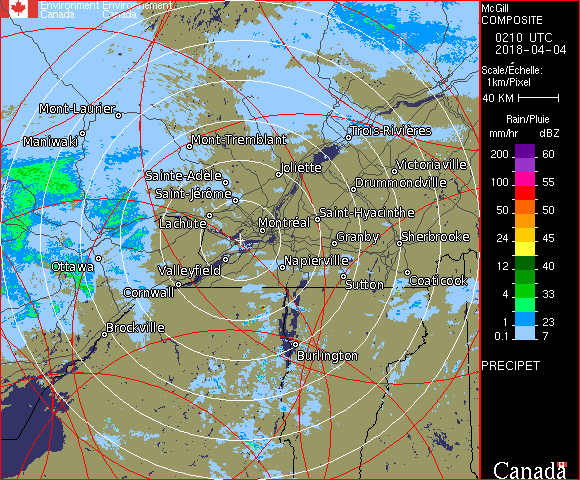 Environment Environnement
Canada Canada
McGill
COMPOSITE
0210 UTC
2018-04-04
Scale/Échelle:
1km/Pixel
40 KM
Rain/Pluie
mm/hr dBZ
200 60
100 55
50 50
24 45
12 40
4 33
1 23
0.1 7
PRECIPET
Canada
Mont-Laurier
Maniwaki
Mont-Tremblant
Trois-Rivières
Joliette
Victoriaville
Sainte-Adèle
Drummondville
Saint-Jérôme
Saint-Hyacinthe
Lachute
Montréal
Granby
Sherbrooke
Ottawa
Valleyfield
Napierville
Sutton
Coaticook
Cornwall
Brockville
Burlington